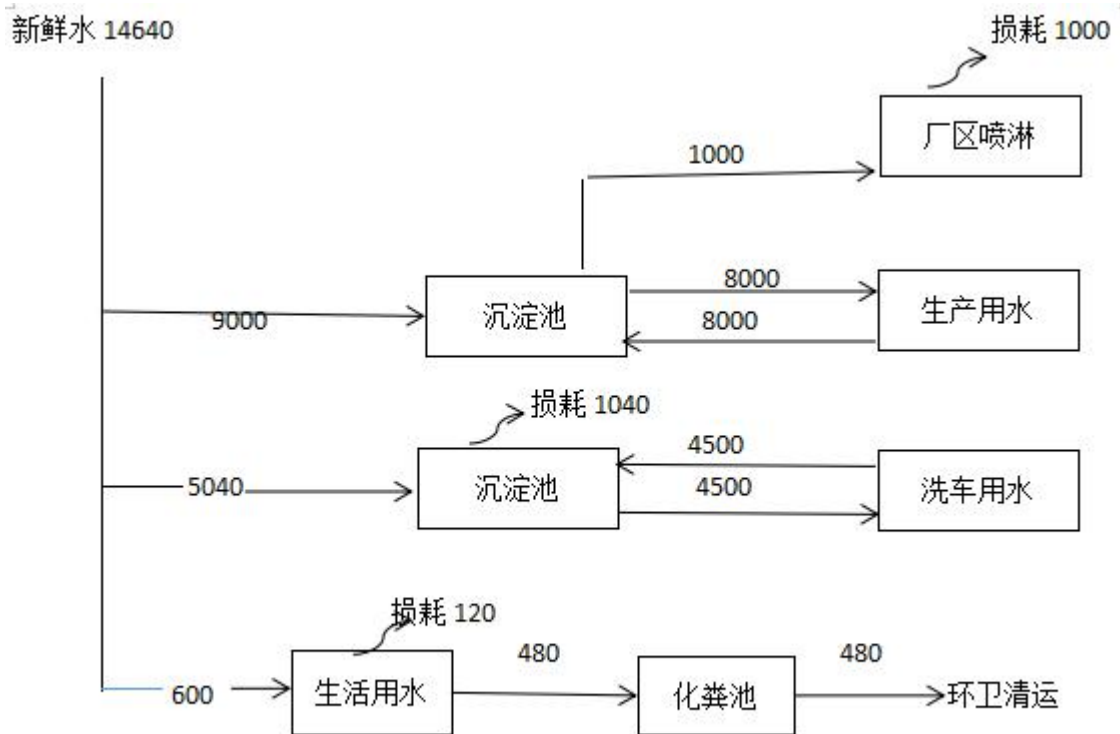 新鲜水 14640
损耗 1000
厂区喷淋
1000
沉淀池
8000
生产用水
9000
8000
损耗 1040
沉淀池
4500
洗车用水
5040
4500
损耗 120
480
480
600
生活用水
化粪池
环卫清运